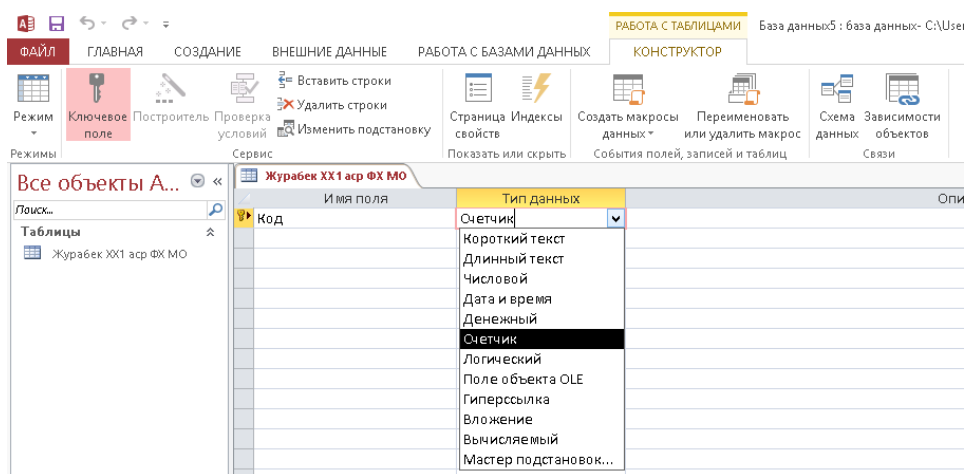 РАБОТА С ТАБЛИЦАМИ База данных5 : база данных- C:\User
ФАЙЛ ГЛАВНАЯ СОЗДАНИЕ ВНЕШНИЕ ДАННЫЕ РАБОТА С БАЗАМИ ДАННЫХ КОНСТРУКТОР
Режим
Ключевое поле
Построитель
Проверка условий
Вставить строки
Удалить строки
Изменить подстановку
Страница свойств
Индексы
Создать макросы данных
Переименовать или удалить макрос
Схема данных
Зависимости объектов
Режимы Сервис Показать или скрыть События полей, записей и таблиц Связи
Все объекты A... «
Поиск...
Таблицы
Журабек XX1 аср ФХ МО
Журабек XX1 аср ФХ МО
Имя поля Тип данных Опи
Код Счетчик
Короткий текст
Длинный текст
Числовой
Дата и время
Денежный
Счетчик
Логический
Поле объекта OLE
Гиперссылка
Вложение
Вычисляемый
Мастер подстановок...